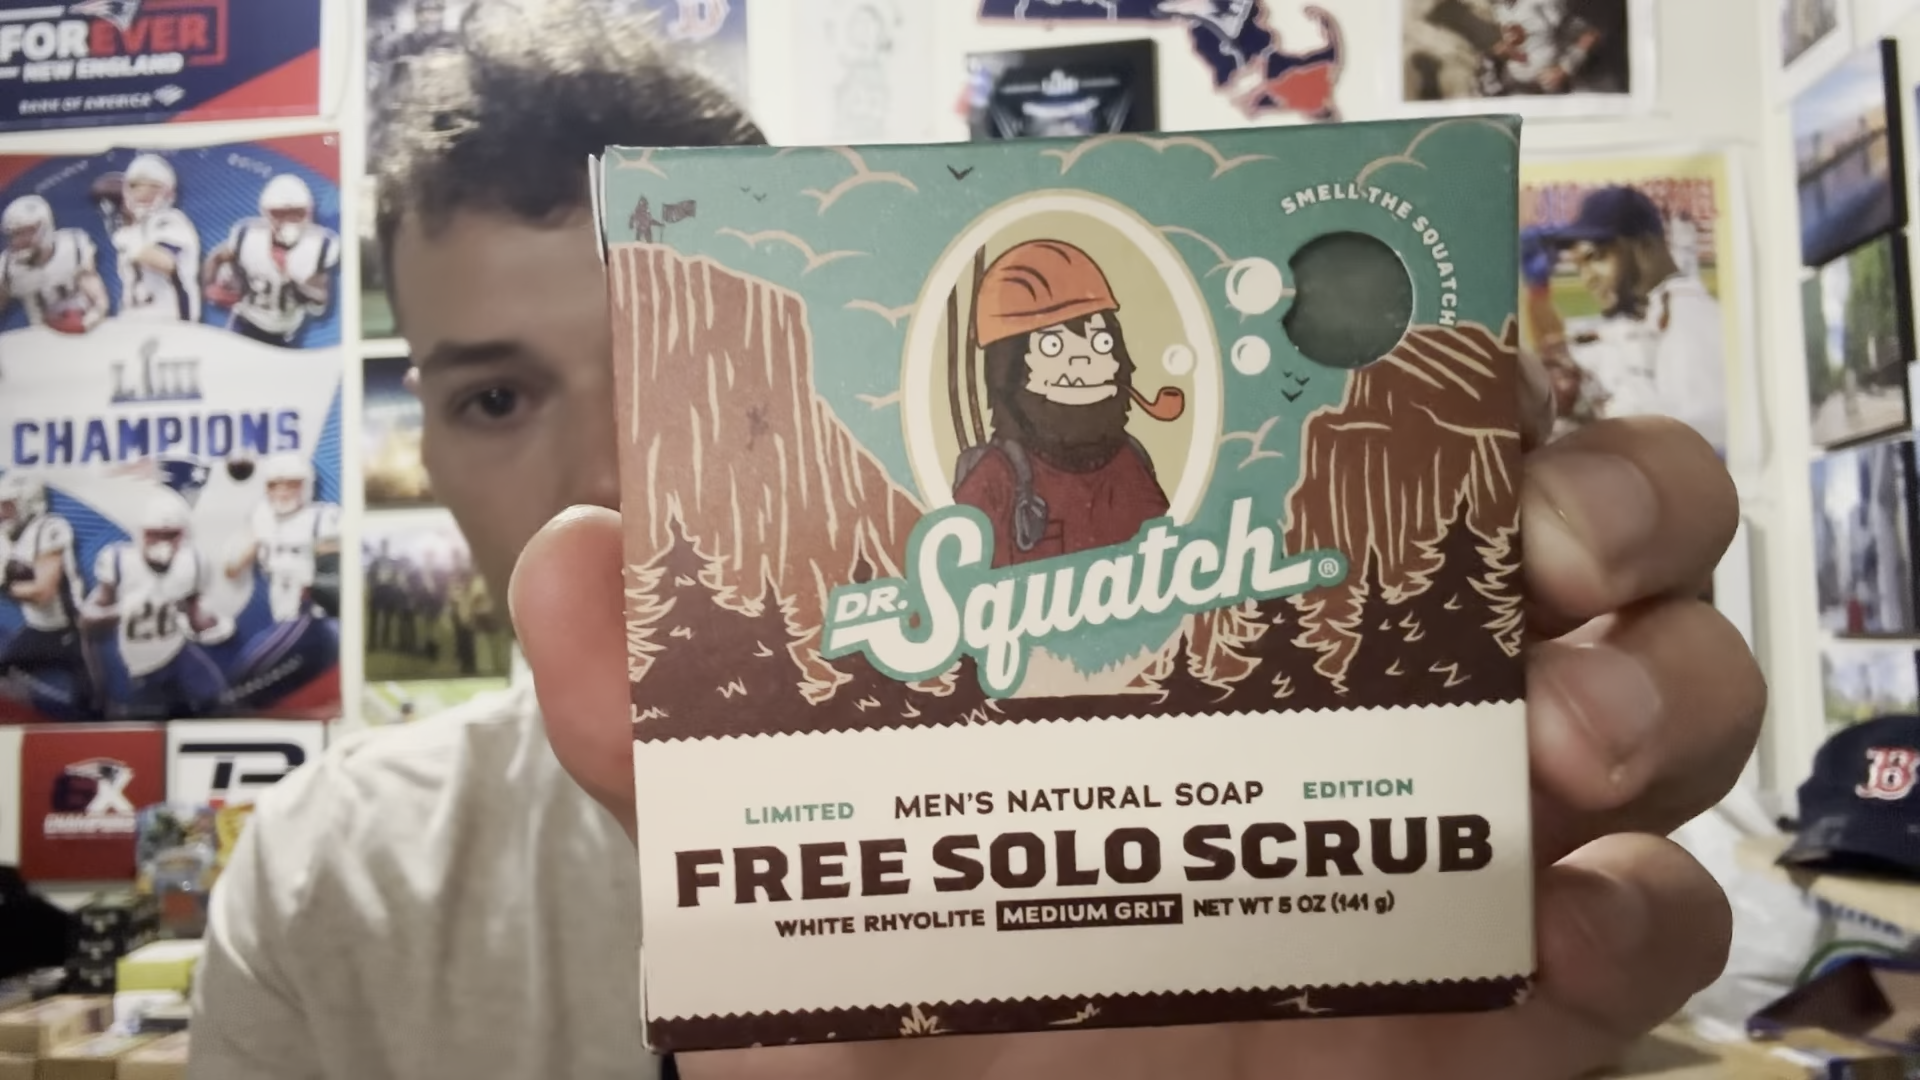 FOREVER
NEW ENGLAND
BANK OF AMERICA
LIII
CHAMPIONS
SMELL THE SQUATCH
DR. Squatch®
LIMITED MEN'S NATURAL SOAP EDITION
FREE SOLO SCRUB
WHITE RHYOLITE MEDIUM GRIT NET WT 5 OZ (141 g)
B